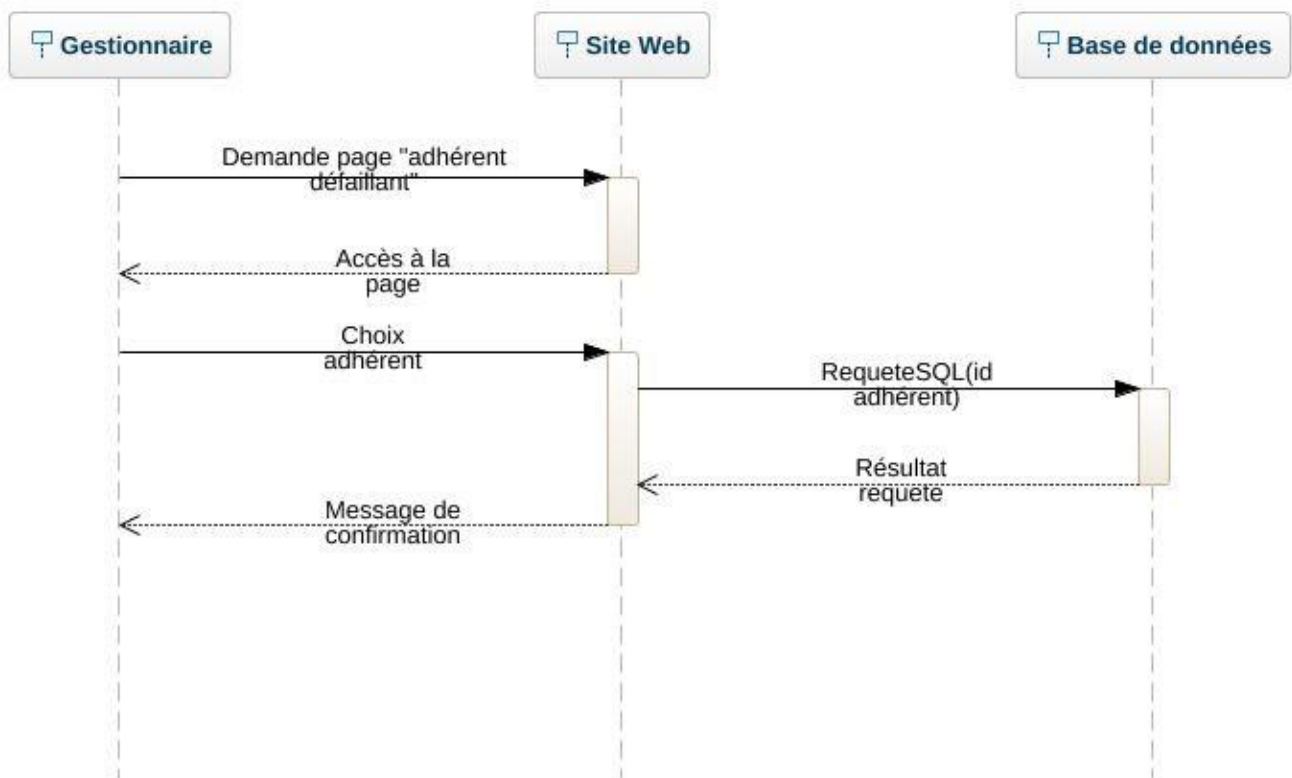 Gestionnaire
Site Web
Base de données
Demande page "adhérent
défaillant"
Accès à la
page
Choix
adhérent
RequeteSQL(id
adhérent)
Résultat
requete
Message de
confirmation